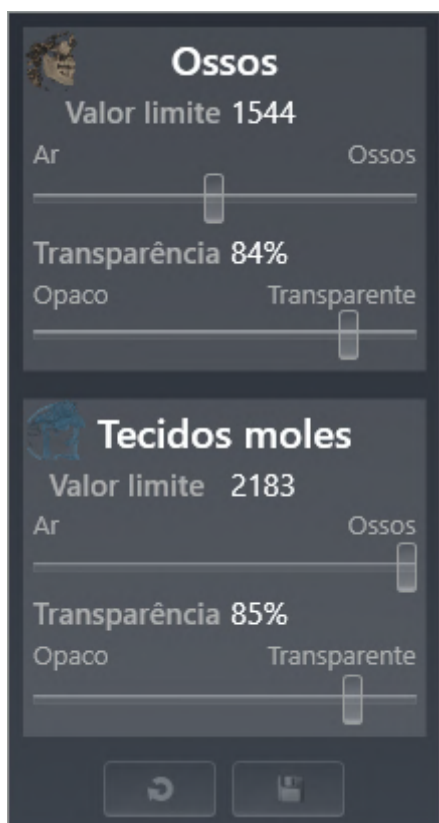 Ossos
Valor limite 1544
Ar Ossos
Transparência 84%
Opaco Transparente
Tecidos moles
Valor limite 2183
Ar Ossos
Transparência 85%
Opaco Transparente